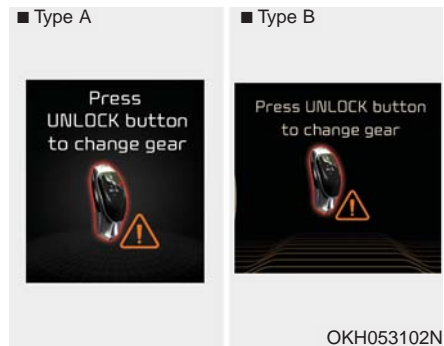 ■ Type A
Press
UNLOCK button
to change gear
■ Type B
Press UNLOCK button
to change gear
OKH053102N